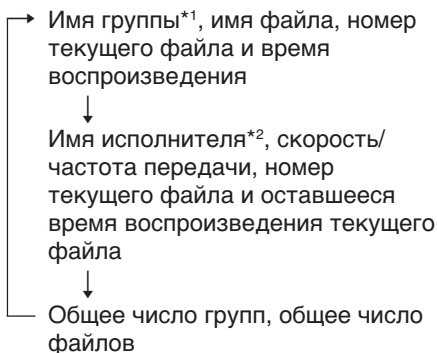 Имя группы*1, имя файла, номер
текущего файла и время
воспроизведения
Имя исполнителя*2, скорость/
частота передачи, номер
текущего файла и оставшееся
время воспроизведения текущего
файла
Общее число групп, общее число
файлов